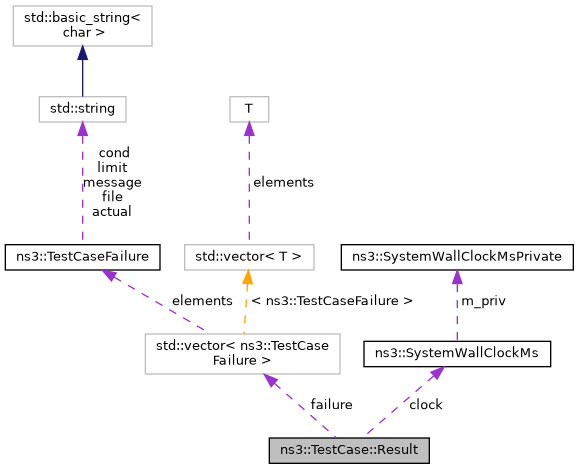 std::basic_string<
char >
std::string
T
cond
limit
message
file
actual
elements
ns3::TestCaseFailure
std::vector< T >
ns3::SystemWallClockMsPrivate
elements
< ns3::TestCaseFailure >
m_priv
std::vector< ns3::TestCase
Failure >
ns3::SystemWallClockMs
failure
clock
ns3::TestCase::Result